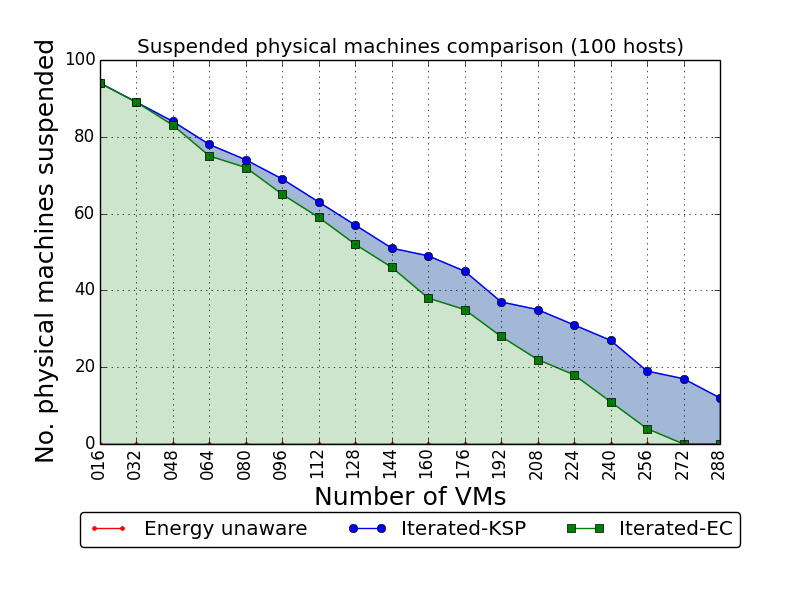 Suspended physical machines comparison (100 hosts)
No. physical machines suspended
100
80
60
40
20
0
016 032 048 064 080 096 112 128 144 160 176 192 208 224 240 256 272 288
Number of VMs
Energy unaware Iterated-KSP Iterated-EC